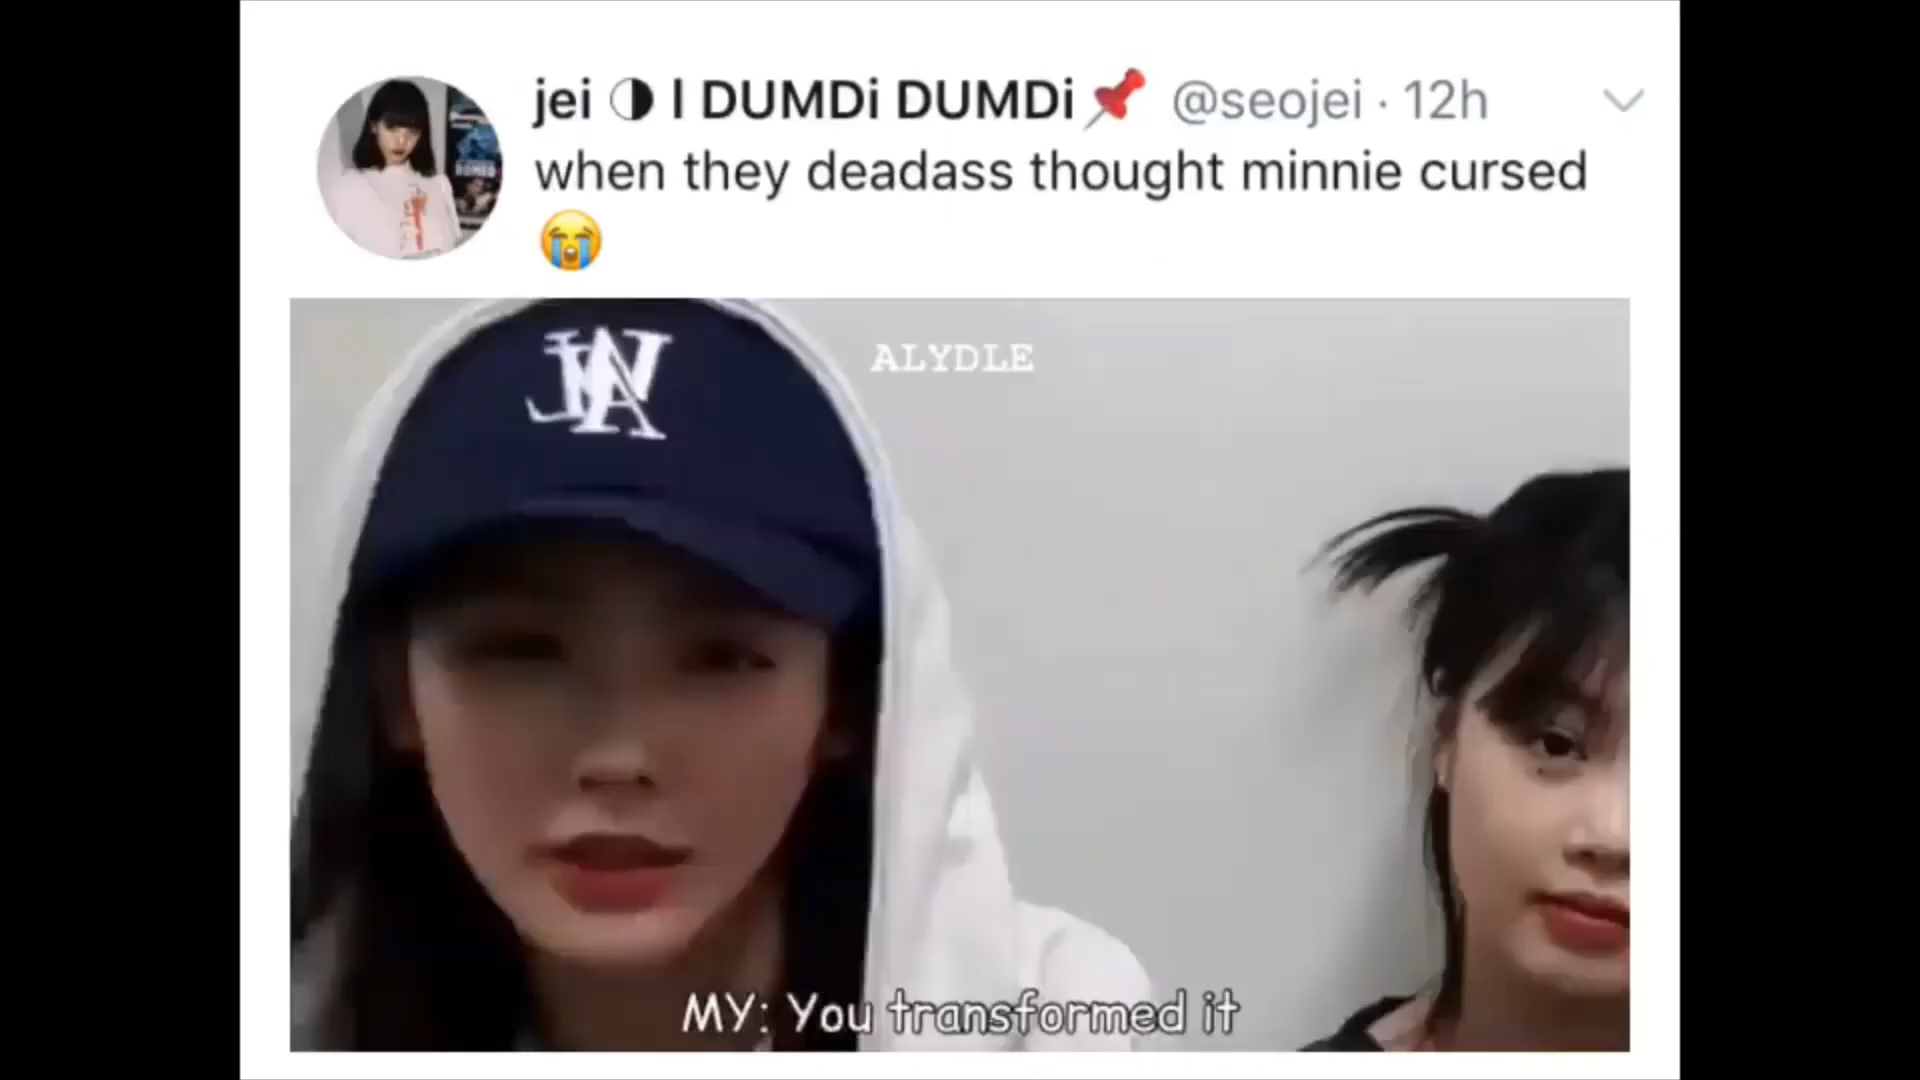 jei 🌗 | DUMDi DUMDi📌 @seojei · 12h
when they deadass thought minnie cursed
😭
ALYDLE
MY: You transformed it